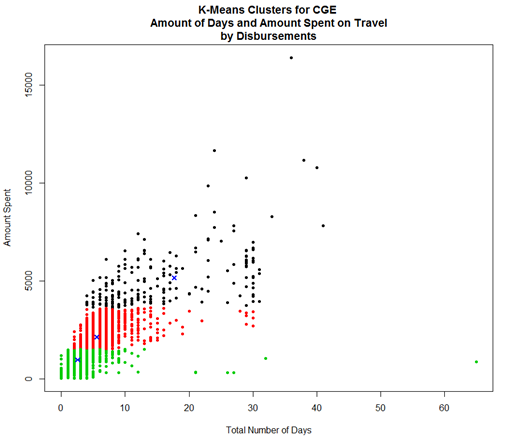 K-Means Clusters for CGE
Amount of Days and Amount Spent on Travel
by Disbursements
Amount Spent
15000
10000
5000
0
0 10 20 30 40 50 60
Total Number of Days